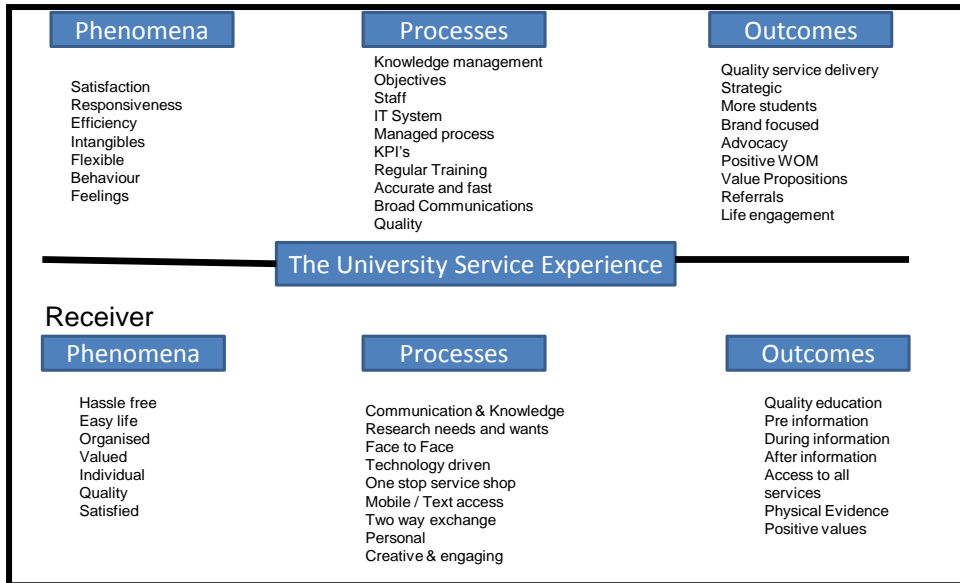 Phenomena
Satisfaction
Responsiveness
Efficiency
Intangibles
Flexible
Behaviour
Feelings
Processes
Knowledge management
Objectives
Staff
IT System
Managed process
KPI's
Regular Training
Accurate and fast
Broad Communications
Quality
Outcomes
Quality service delivery
Strategic
More students
Brand focused
Advocacy
Positive WOM
Value Propositions
Referrals
Life engagement
The University Service Experience
Receiver
Phenomena
Hassle free
Easy life
Organised
Valued
Individual
Quality
Satisfied
Processes
Communication & Knowledge
Research needs and wants
Face to Face
Technology driven
One stop service shop
Mobile / Text access
Two way exchange
Personal
Creative & engaging
Outcomes
Quality education
Pre information
During information
After information
Access to all
services
Physical Evidence
Positive values